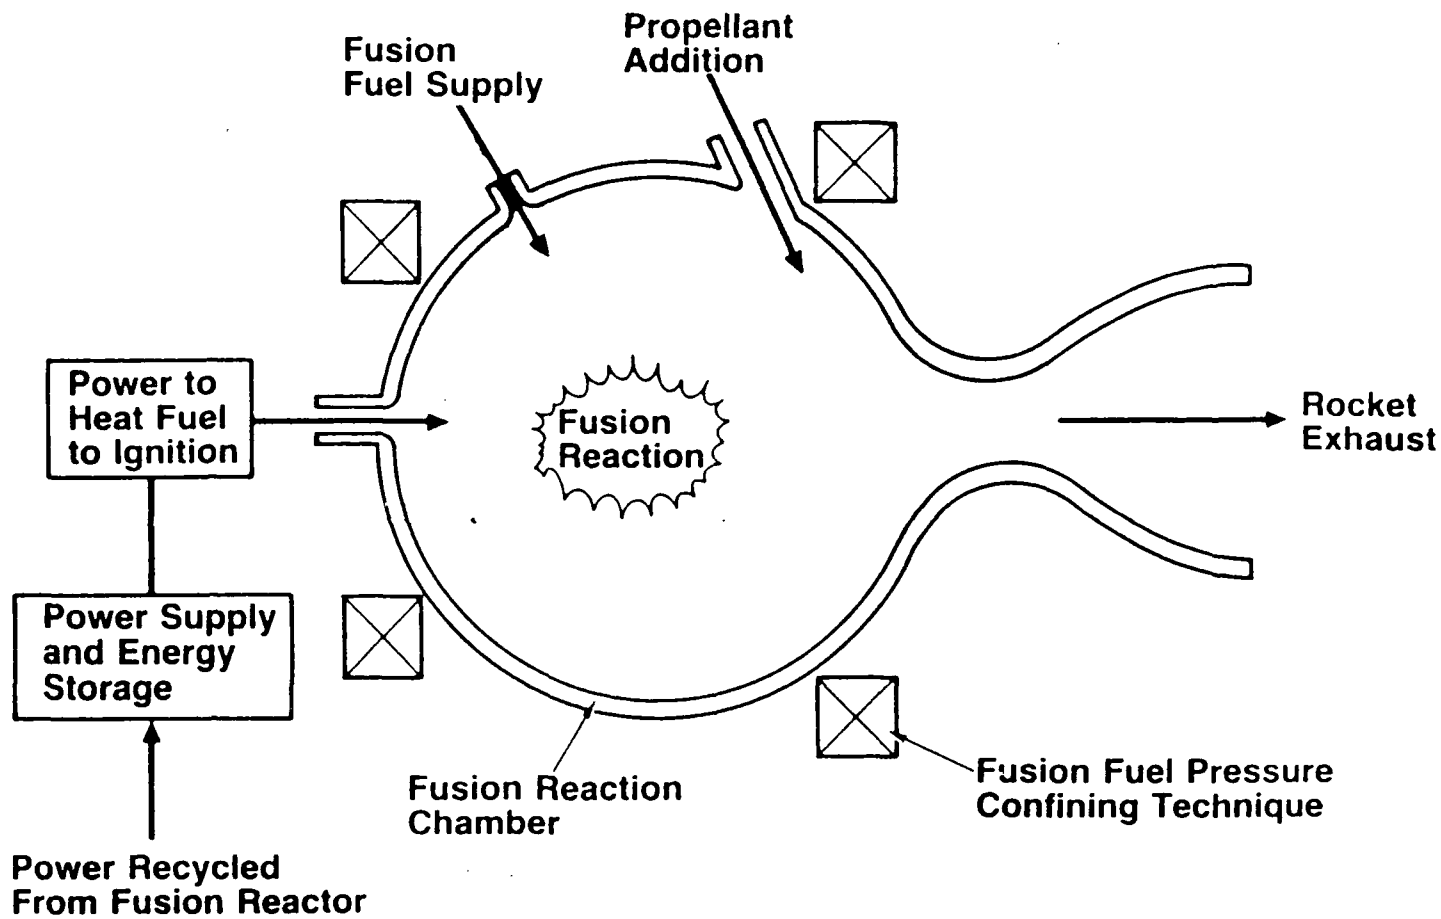 Propellant
Addition
Fusion
Fuel Supply
Power to
Heat Fuel
to Ignition
Fusion
Reaction
Rocket
Exhaust
Power Supply
and Energy
Storage
Fusion Reaction
Chamber
Fusion Fuel Pressure
Confining Technique
Power Recycled
From Fusion Reactor